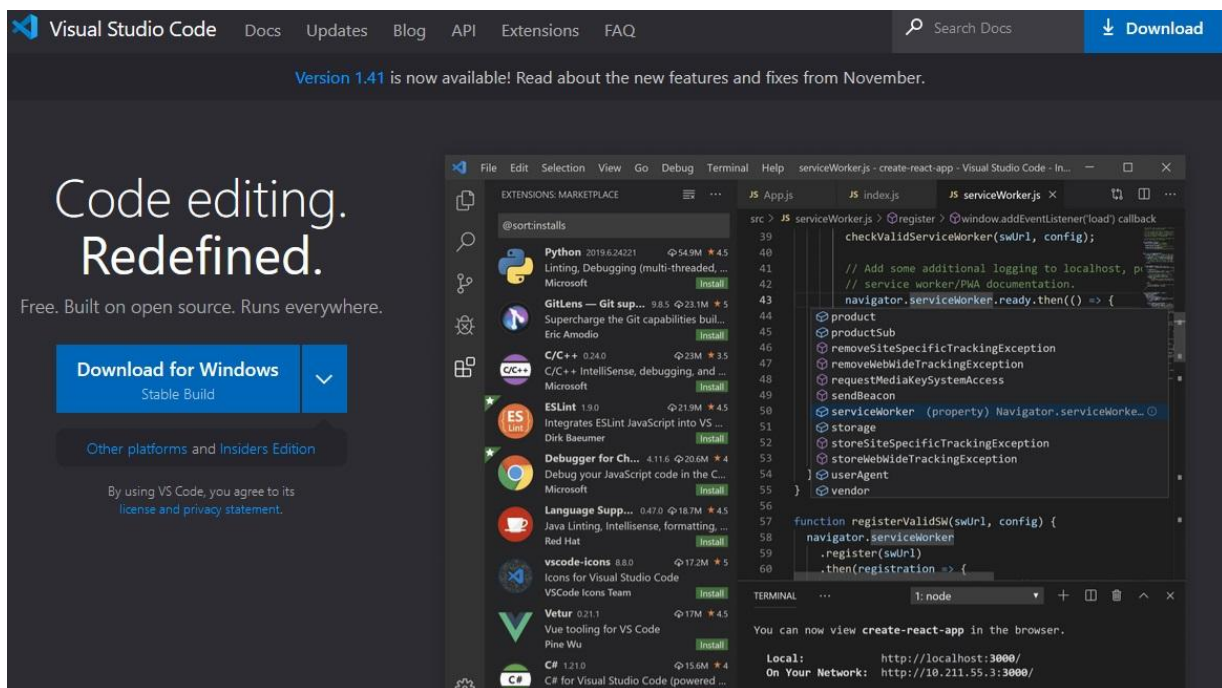 Visual Studio Code Docs Updates Blog API Extensions FAQ Search Docs Download
Version 1.41 is now available! Read about the new features and fixes from November.
Code editing.
Redefined.
Free. Built on open source. Runs everywhere.
Download for Windows
Stable Build
Other platforms and Insiders Edition
By using VS Code, you agree to its
license and privacy statement.
File Edit Selection View Go Debug Terminal Help serviceWorker.js - create-react-app - Visual Studio Code - In...
EXTENSIONS: MARKETPLACE ...
@sort:installs
Python 2019.6.24221 54.9M ★ 4.5
Linting, Debugging (multi-threaded, ...
Microsoft Install
GitLens — Git sup... 9.8.5 23.1M ★ 5
Supercharge the Git capabilities buil...
Eric Amodio Install
C/C++ 0.24.0 23M ★ 3.5
C/C++ IntelliSense, debugging, and ...
Microsoft Install
C/C++
ESLint 1.9.0 21.9M ★ 4.5
Integrates ESLint JavaScript into VS ...
Dirk Baeumer Install
ES
Lint
Debugger for Ch... 4.11.6 20.6M ★ 4
Debug your JavaScript code in the C...
Microsoft Install
Language Supp... 0.47.0 18.7M ★ 4.5
Java Linting, Intellisense, formatting, ...
Red Hat Install
vscode-icons 8.8.0 17.2M ★ 5
Icons for Visual Studio Code
VSCode Icons Team Install
Vetur 0.21.1 17M ★ 4.5
Vue tooling for VS Code
Pine Wu Install
C# 1.21.0 15.6M ★ 4
C# for Visual Studio Code (powered ...
C#
JS App.js JS index.js JS serviceWorker.js ...
src > JS serviceWorker.js > register > window.addEventListener('load') callback
39 checkValidServiceWorker(swUrl, config);
40
41 // Add some additional logging to localhost, p
42 // service worker/PWA documentation.
43 navigator.serviceWorker.ready.then(() => {
44 product
45 productSub
46 removeSiteSpecificTrackingException
47 removeWebWideTrackingException
48 requestMediaKeySystemAccess
49 sendBeacon
50 serviceWorker (property) Navigator.serviceWorke...
51 storage
52 storeSiteSpecificTrackingException
53 storeWebWideTrackingException
54 } userAgent
55 } vendor
56
57 function registerValidSW(swUrl, config) {
58 navigator.serviceWorker
59 .register(swUrl)
60 .then(registration => {
TERMINAL ... 1: node
You can now view create-react-app in the browser.
Local: http://localhost:3000/
On Your Network: http://10.211.55.3:3000/